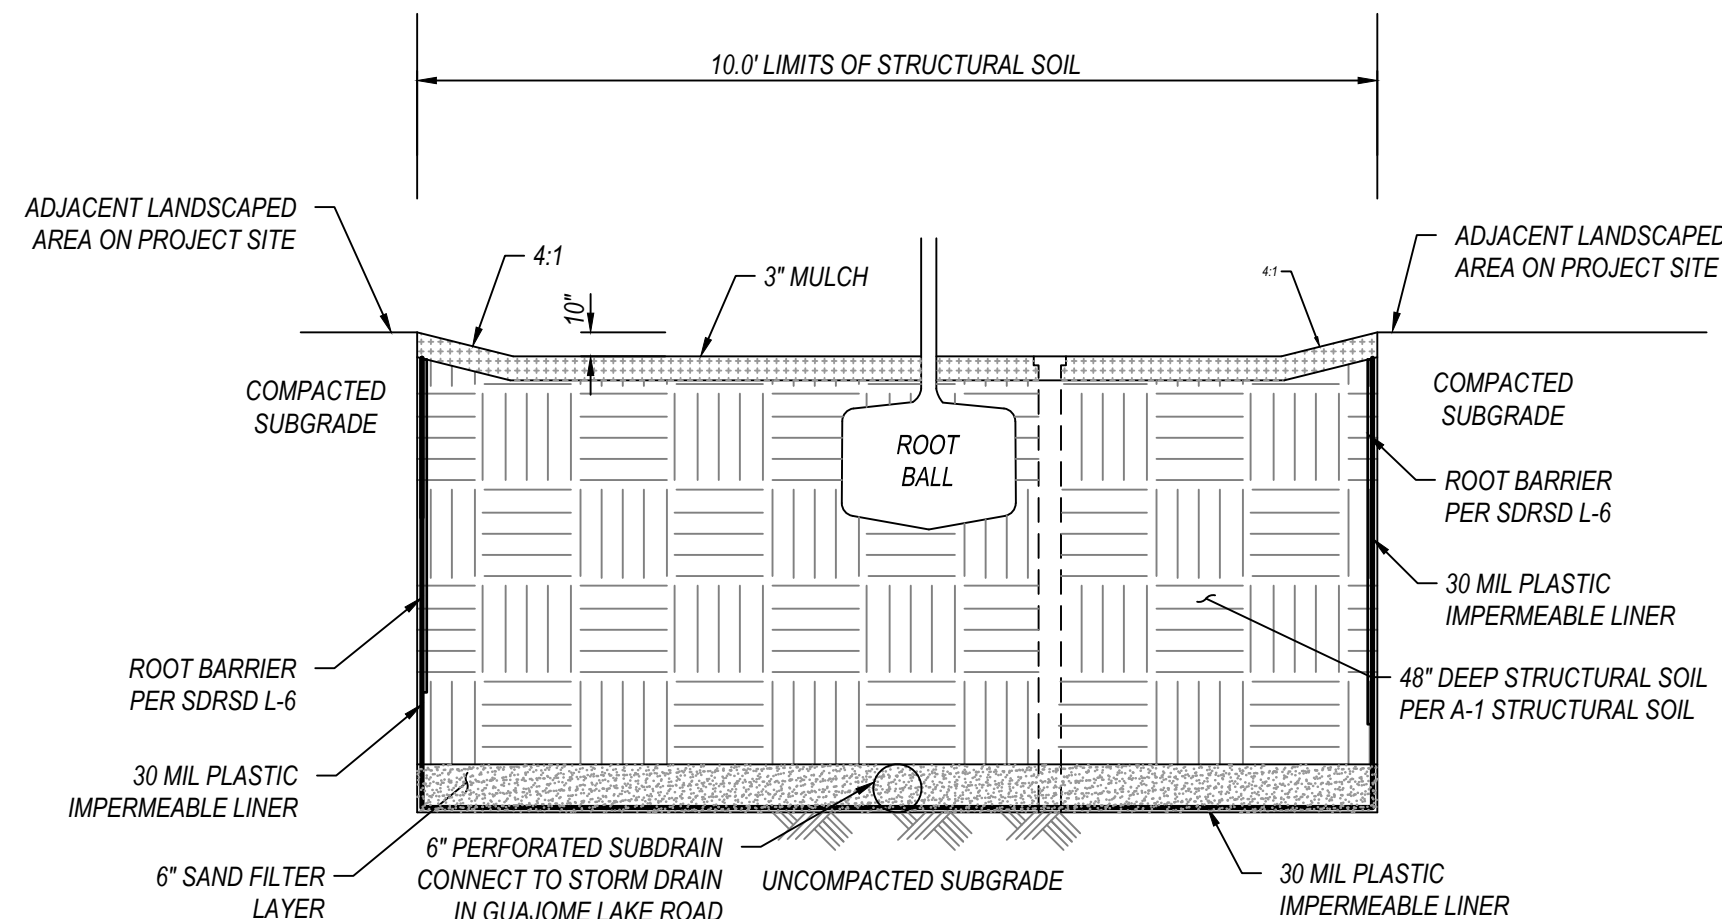 10.0' LIMITS OF STRUCTURAL SOIL
ADJACENT LANDSCAPED
AREA ON PROJECT SITE
4:1
10"
3" MULCH
4:1
ADJACENT LANDSCAPED
AREA ON PROJECT SITE
COMPACTED
SUBGRADE
ROOT
BALL
COMPACTED
SUBGRADE
ROOT BARRIER
PER SDRSD L-6
30 MIL PLASTIC
IMPERMEABLE LINER
ROOT BARRIER
PER SDRSD L-6
48" DEEP STRUCTURAL SOIL
PER A-1 STRUCTURAL SOIL
30 MIL PLASTIC
IMPERMEABLE LINER
6" SAND FILTER
LAYER
6" PERFORATED SUBDRAIN
CONNECT TO STORM DRAIN
IN GUAJOME LAKE ROAD
UNCOMPACTED SUBGRADE
30 MIL PLASTIC
IMPERMEABLE LINER